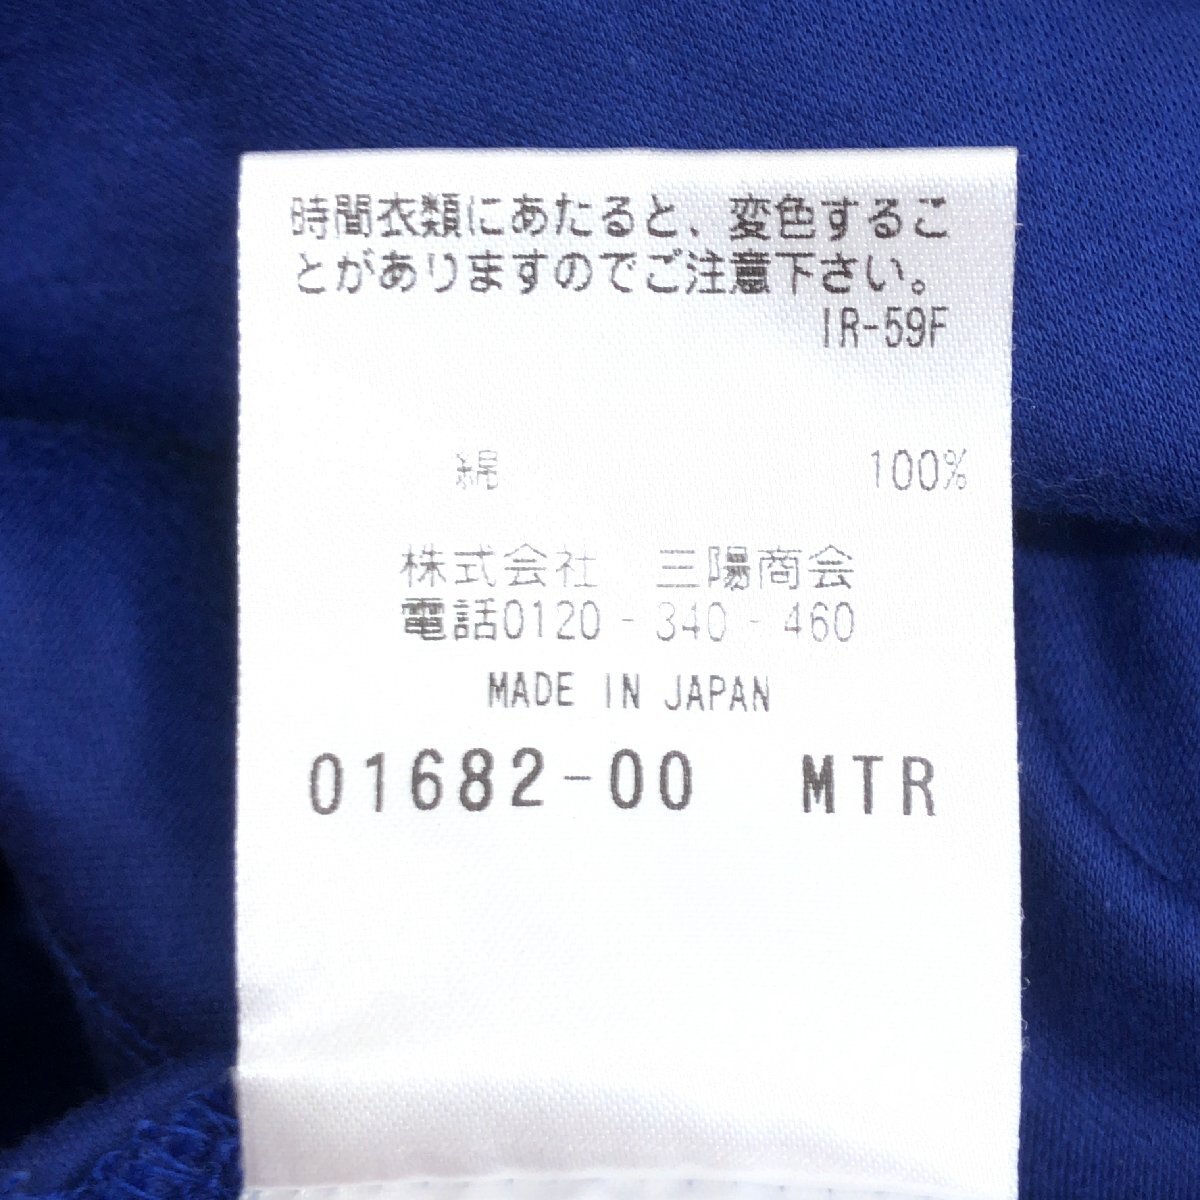 時間衣類にあたると、変色するこ
とがありますのでご注意下さい。
IR-59F
綿 100%
株式会社 三陽商会
電話0120-340-460
MADE IN JAPAN
01682-00 MTR